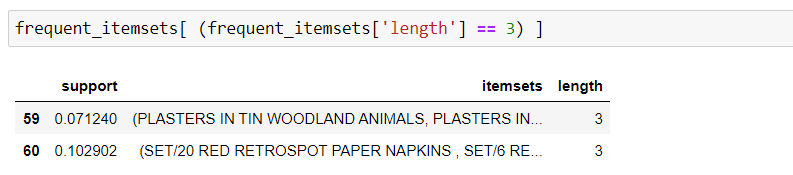 frequent_itemsets[ (frequent_itemsets['length'] == 3) ]
support itemsets length
59 0.071240 (PLASTERS IN TIN WOODLAND ANIMALS, PLASTERS IN... 3
60 0.102902 (SET/20 RED RETROSPOT PAPER NAPKINS , SET/6 RE... 3